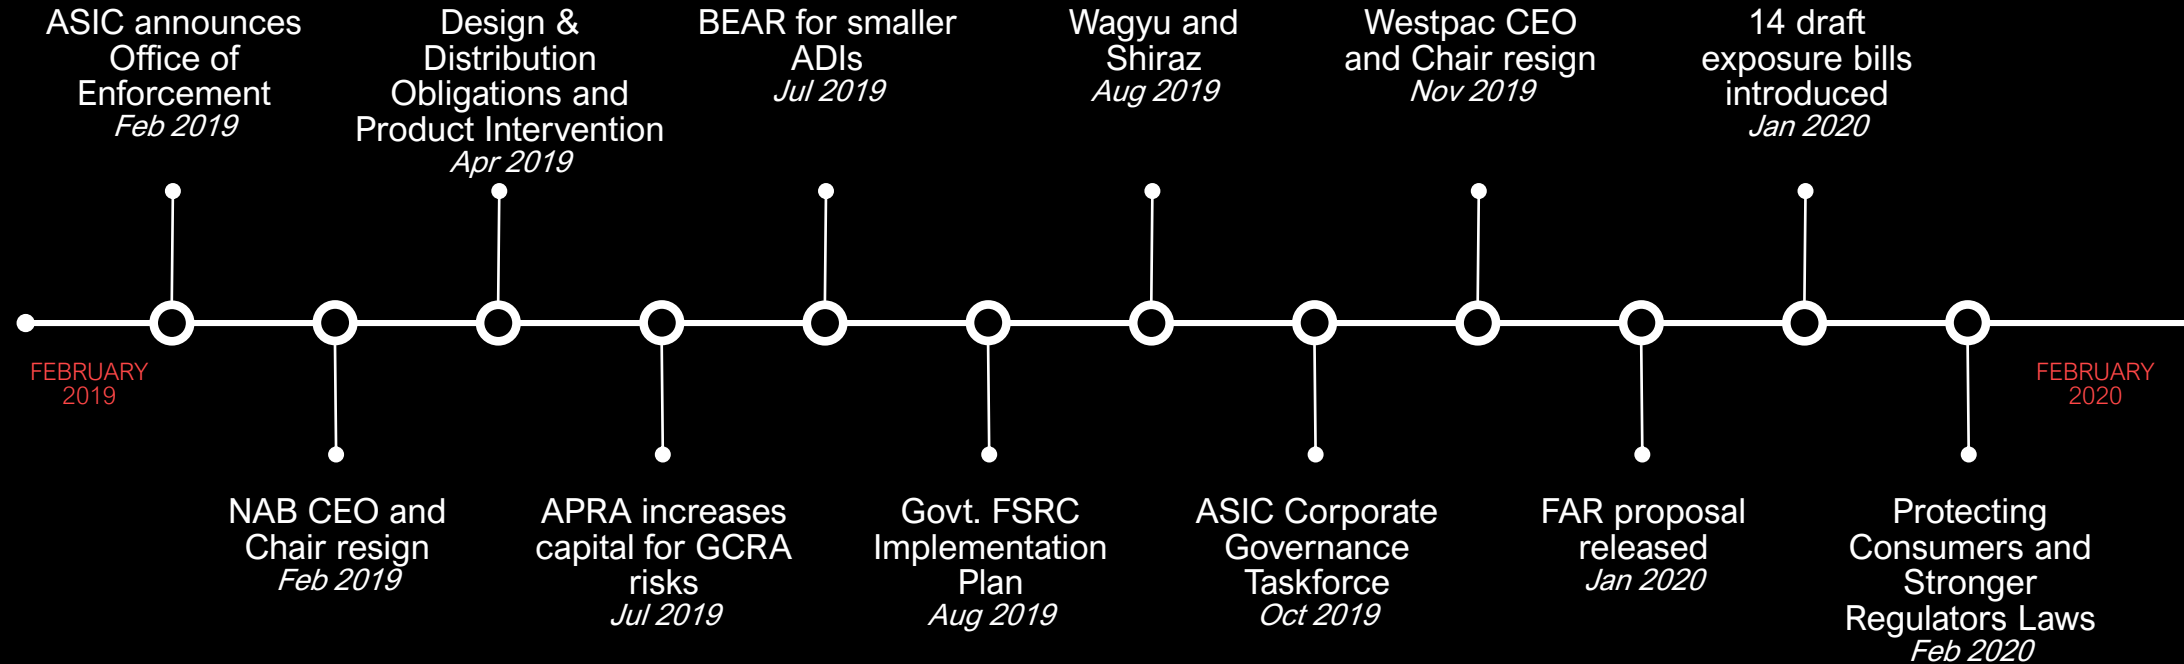 ASIC announces
Office of
Enforcement
Feb 2019
Design &
Distribution
Obligations and
Product Intervention
Apr 2019
BEAR for smaller
ADIs
Jul 2019
Wagyu and
Shiraz
Aug 2019
Westpac CEO
and Chair resign
Nov 2019
14 draft
exposure bills
introduced
Jan 2020
FEBRUARY
2019
FEBRUARY
2020
NAB CEO and
Chair resign
Feb 2019
APRA increases
capital for GCRA
risks
Jul 2019
Govt. FSRC
Implementation
Plan
Aug 2019
ASIC Corporate
Governance
Taskforce
Oct 2019
FAR proposal
released
Jan 2020
Protecting
Consumers and
Stronger
Regulators Laws
Feb 2020